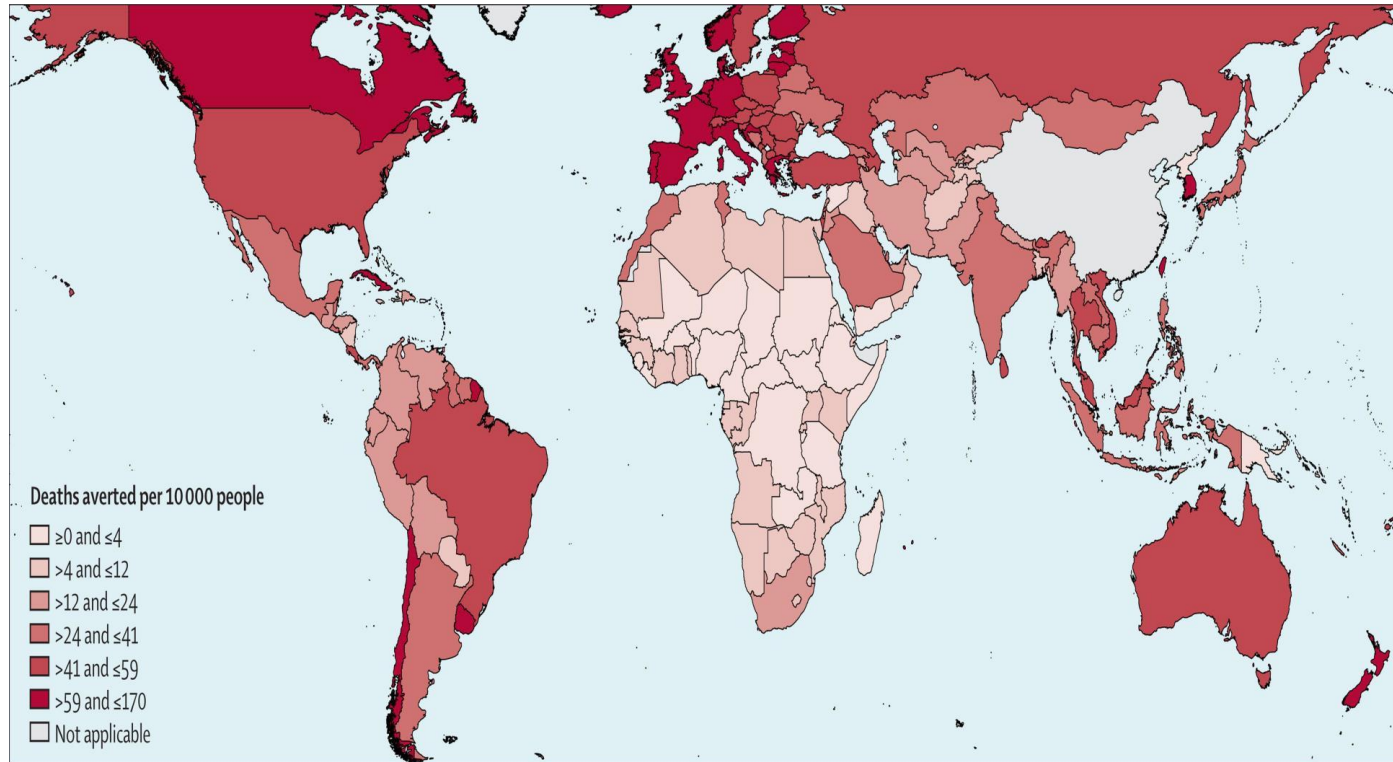 Deaths averted per 10 000 people
≥0 and ≤4
>4 and ≤12
>12 and ≤24
>24 and ≤41
>41 and ≤59
>59 and ≤170
Not applicable